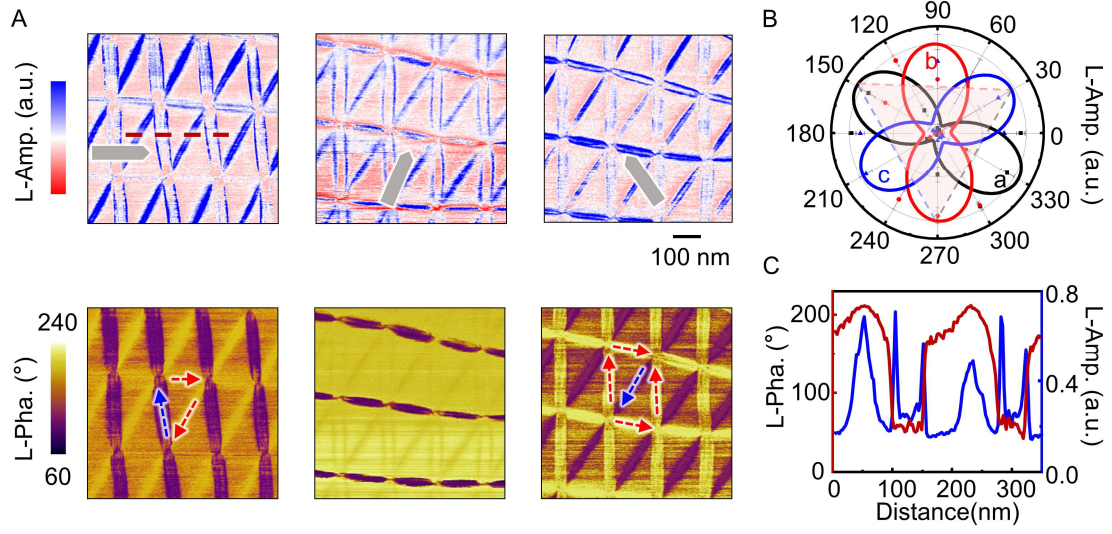 A
L-Amp. (a.u.)
100 nm
L-Pha. (°)
240
60
B
90
120
60
150
30
180
0
210
330
240
300
270
b
c
a
L-Amp. (a.u.)
C
200
100
0
L-Pha. (°)
0.8
0.4
0.0
L-Amp. (a.u.)
0
100
200
300
Distance(nm)